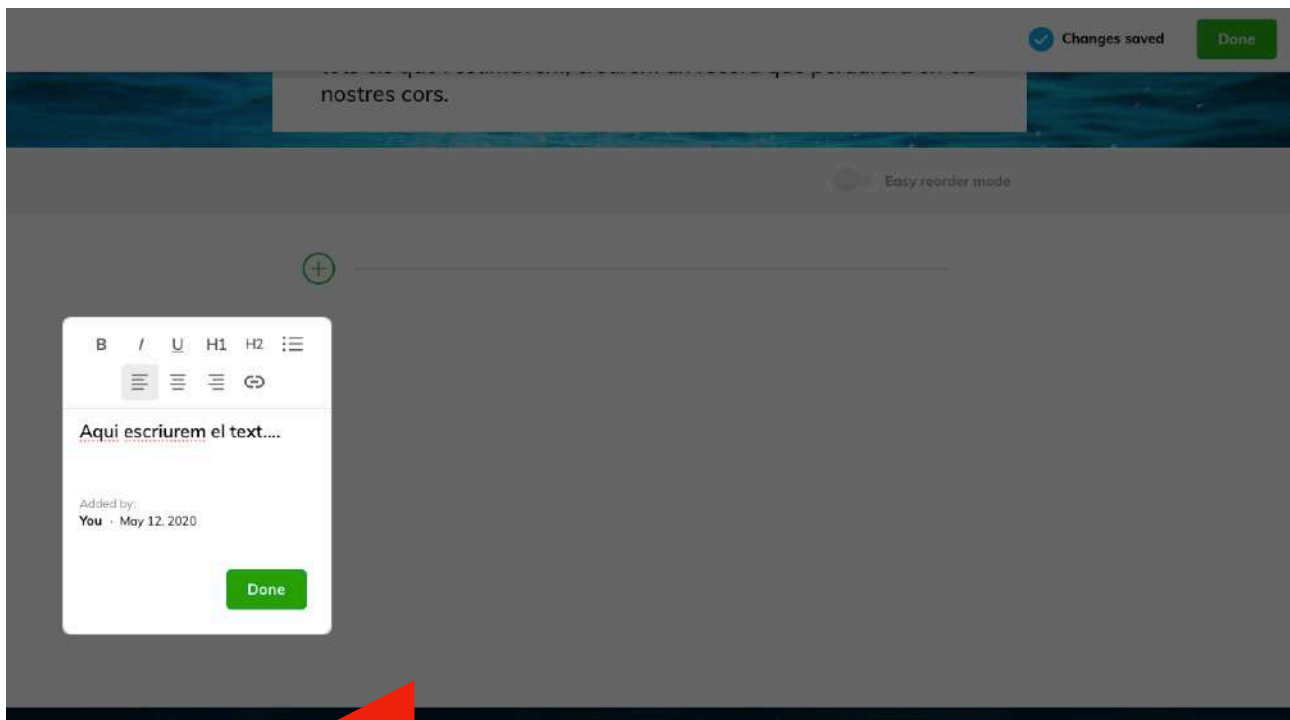 Changes saved
Done
nostres cors.
Easy reorder mode
B I U H1 H2
Aqui escriurem el text....
Added by:
You · May 12, 2020
Done